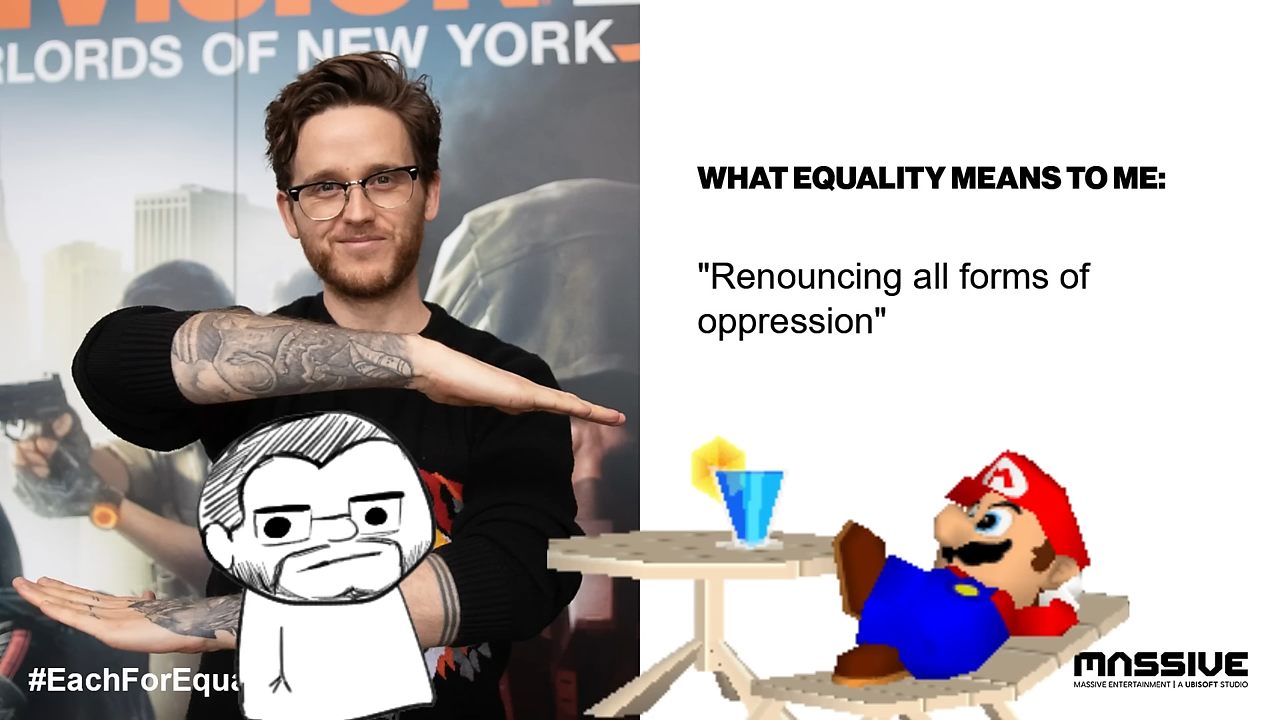 RLORDS OF NEW YORK
WHAT EQUALITY MEANS TO ME:
"Renouncing all forms of
oppression"
#EachForEqua
M
MASSIVE
MASSIVE ENTERTAINMENT | A UBISOFT STUDIO